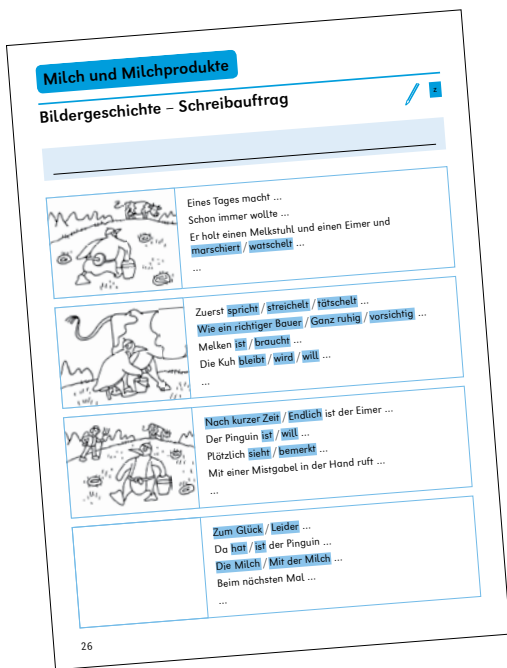 Milch und Milchprodukte
Bildergeschichte – Schreibauftrag
z
Eines Tages macht ...
Schon immer wollte ...
Er holt einen Melkstuhl und einen Eimer und
marschiert / watschelt ...
...
Zuerst spricht / streichelt / tätschelt ...
Wie ein richtiger Bauer / Ganz ruhig / vorsichtig ...
Melken ist / braucht ...
Die Kuh bleibt / wird / will ...
...
Nach kurzer Zeit / Endlich ist der Eimer ...
Der Pinguin ist / will ...
Plötzlich sieht / bemerkt ...
Mit einer Mistgabel in der Hand ruft ...
...
Zum Glück / Leider ...
Da hat / ist der Pinguin ...
Die Milch / Mit der Milch ...
Beim nächsten Mal ...
...
26